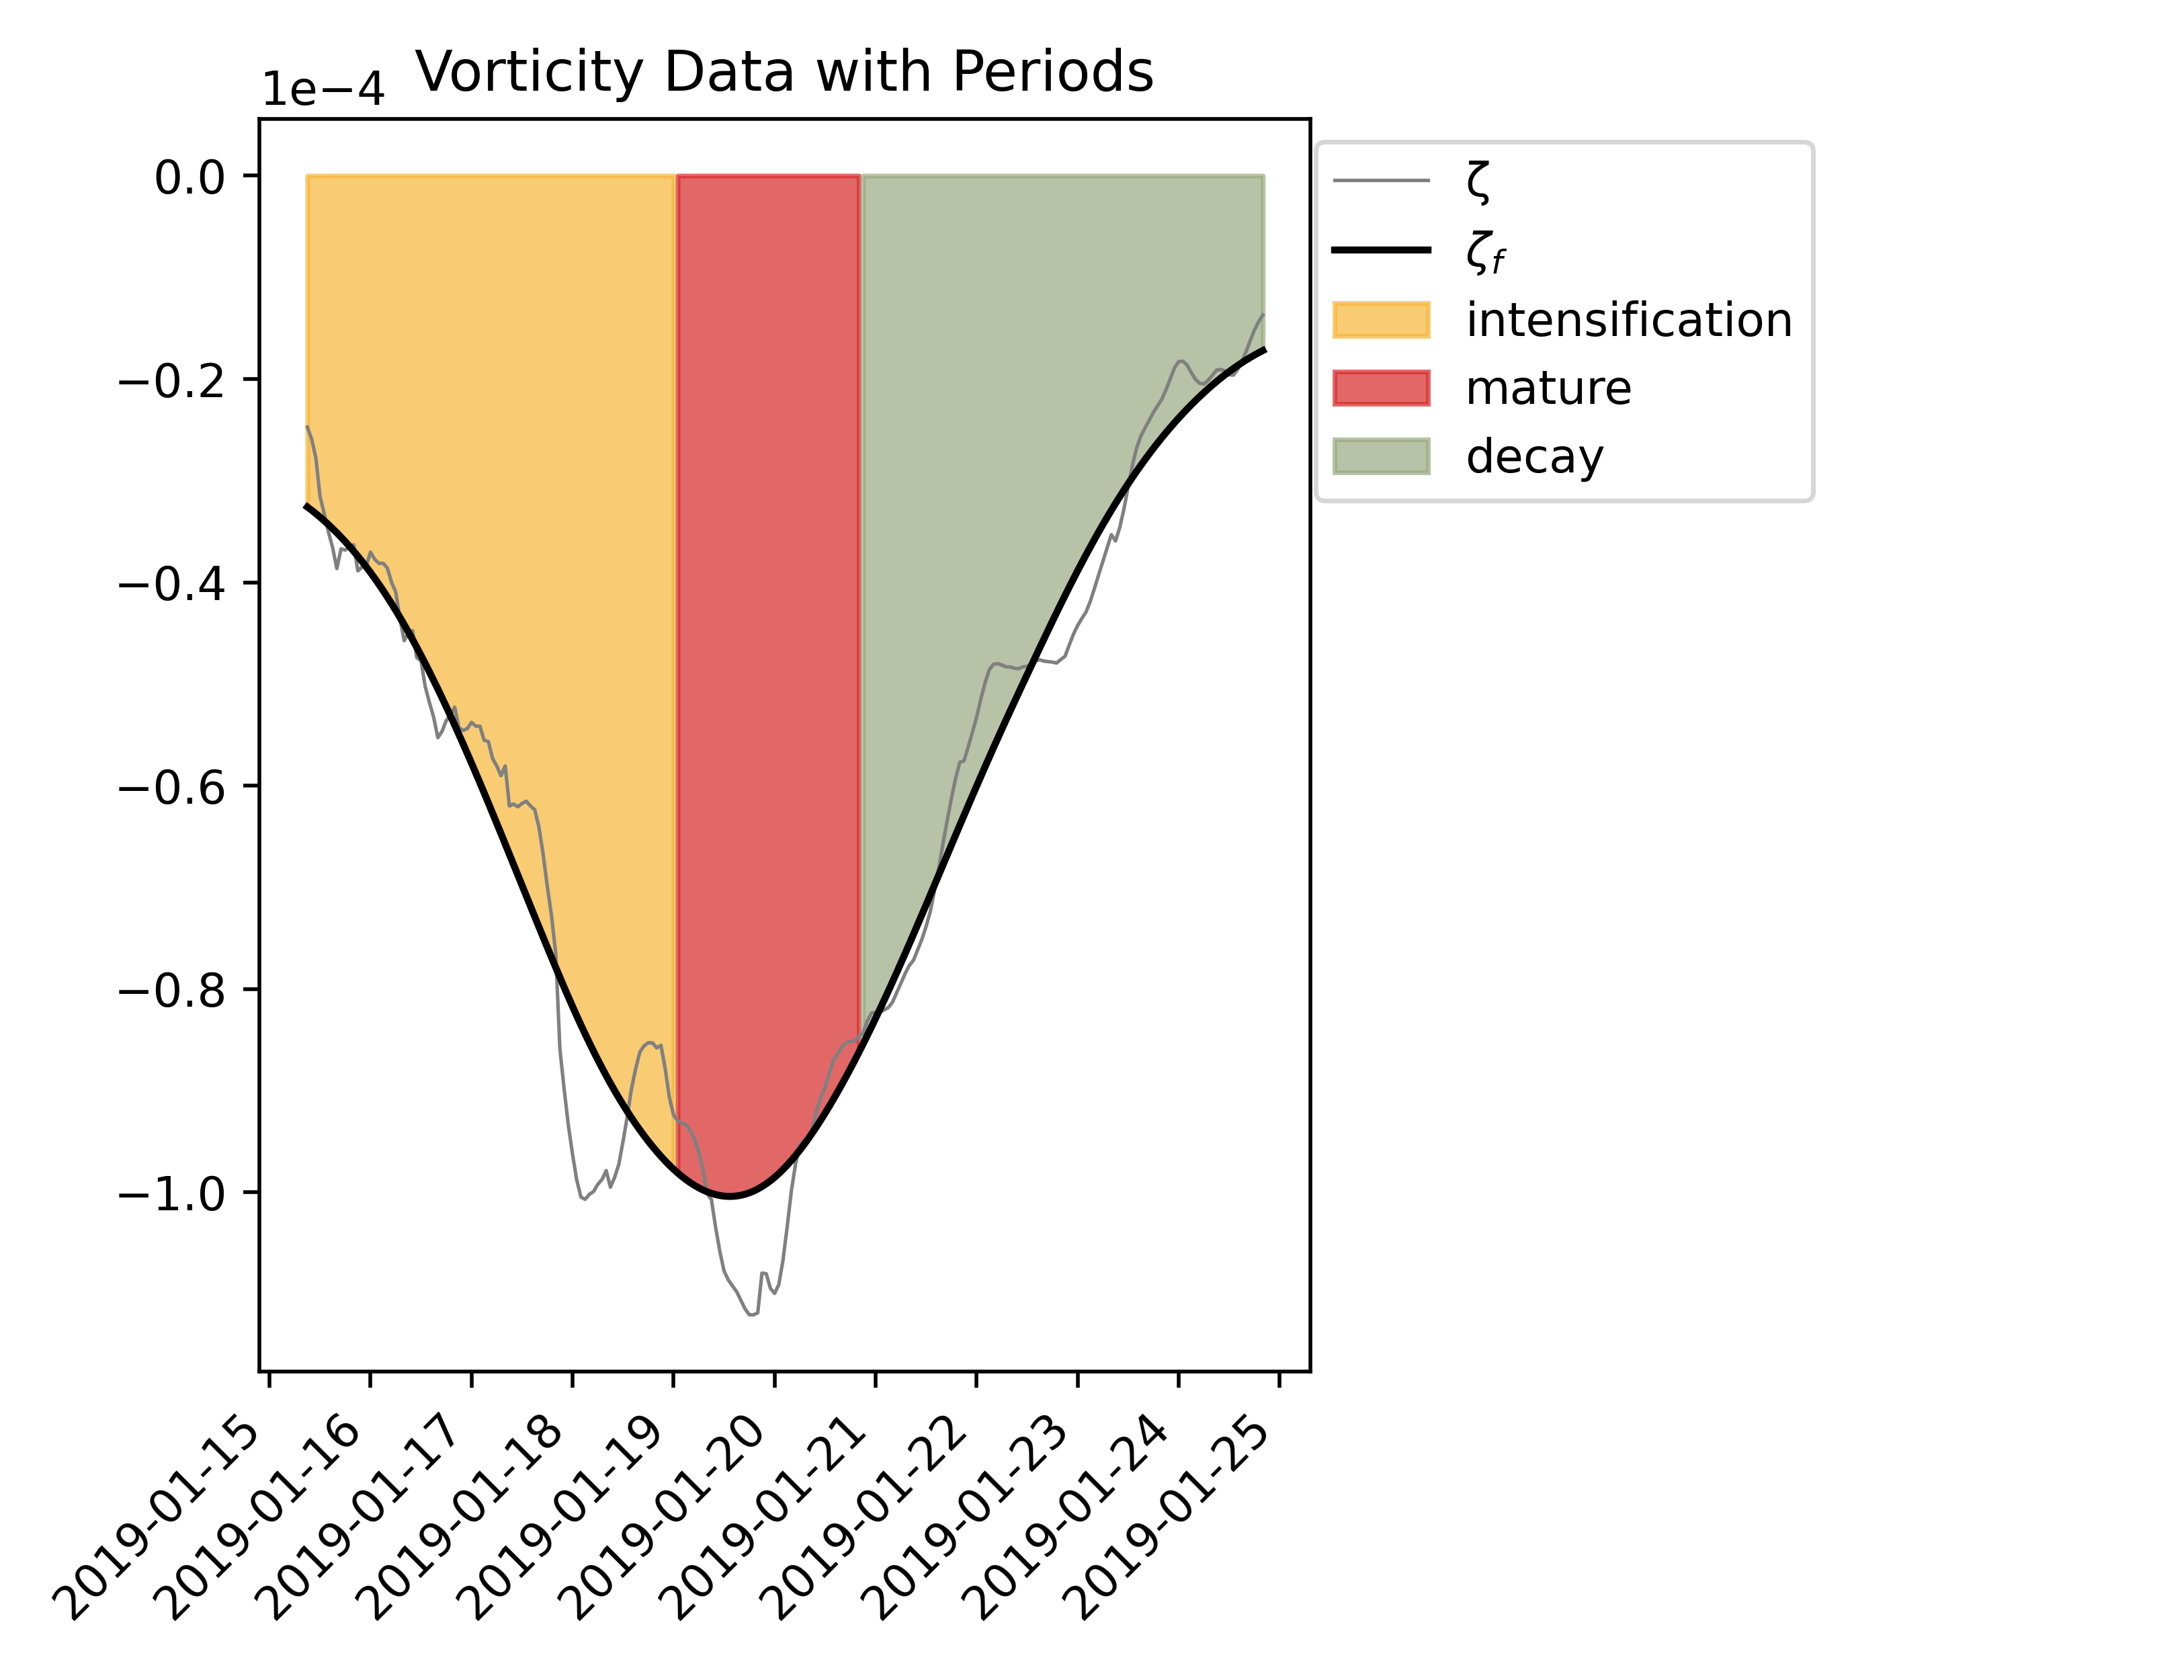 Vorticity Data with Periods
1e−4
0.0
−0.2
−0.4
−0.6
−0.8
−1.0
ζ
ζf
intensification
mature
decay
2019-01-15
2019-01-16
2019-01-17
2019-01-18
2019-01-19
2019-01-20
2019-01-21
2019-01-22
2019-01-23
2019-01-24
2019-01-25